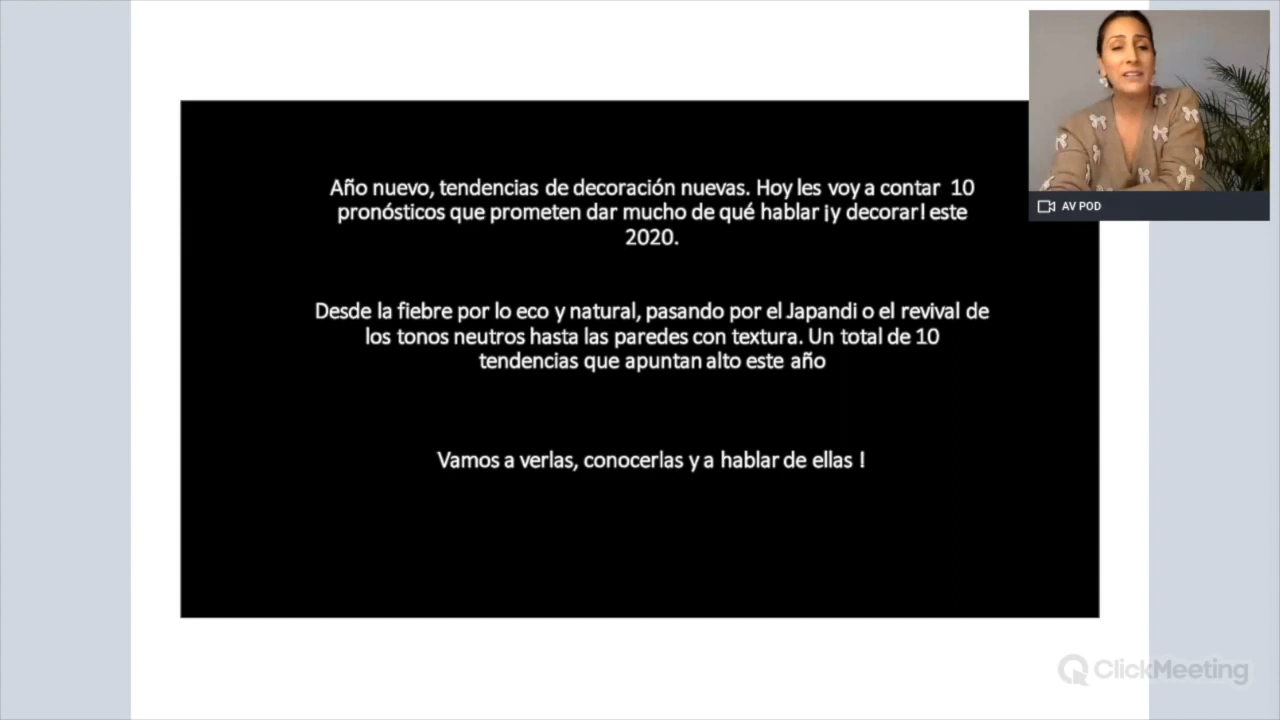 Año nuevo, tendencias de decoración nuevas. Hoy les voy a contar 10
pronósticos que prometen dar mucho de qué hablar ¡y decorar! este
2020.
Desde la fiebre por lo eco y natural, pasando por el Japandi o el revival de
los tonos neutros hasta las paredes con textura. Un total de 10
tendencias que apuntan alto este año
Vamos a verlas, conocerlas y a hablar de ellas !
AV POD
ClickMeeting